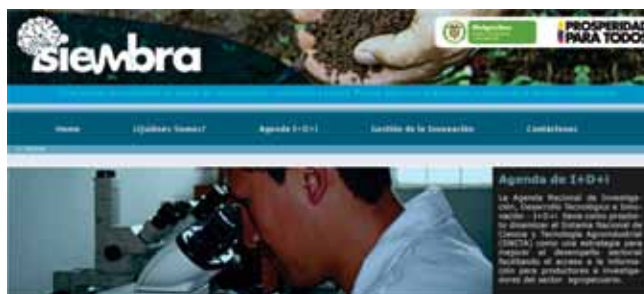 siembra
MinAgricultura
PROSPERIDAD
PARA TODOS
Home ¿Quiénes Somos? Agenda I+D+i Gestión de la Innovación Contáctenos
Agenda de I+D+i
La Agenda Nacional de Investiga-
ción, Desarrollo Tecnológico e Inno-
vación - I+D+i tiene como propósi-
to dinamizar el Sistema Nacional de
Ciencia y Tecnología Agroindustrial
(SNCTA) como una estrategia para
mejorar el desempeño sectorial
facilitando el acceso a la informa-
ción para productores e investiga-
dores del sector agropecuario.